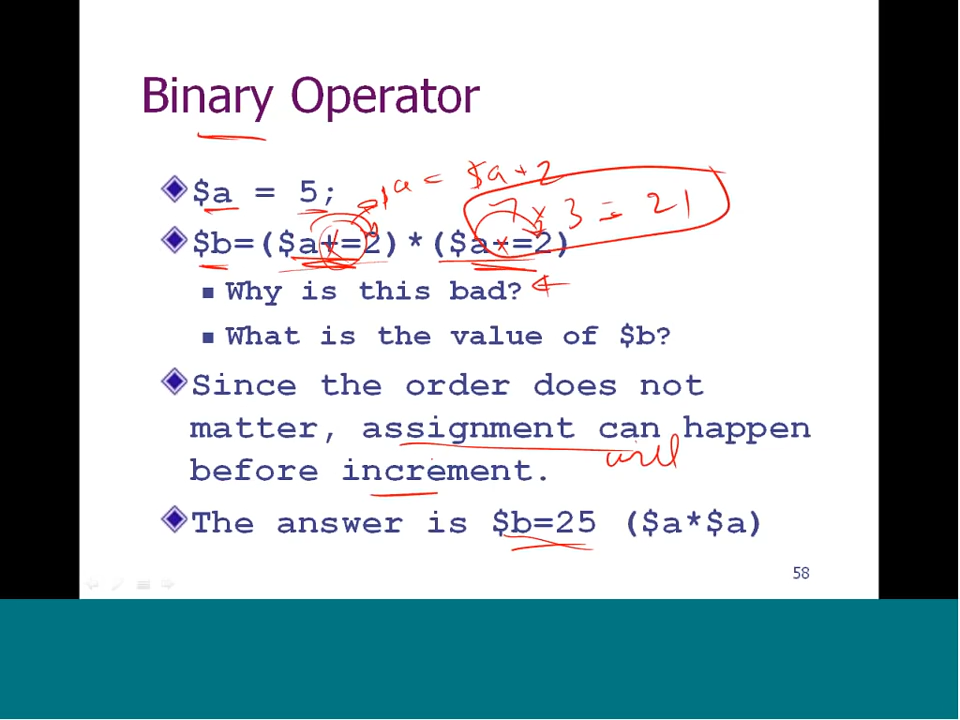 Binary Operator
$a = $a + 2
$a = 5;
7 x 3 = 21
$b=($a+=2)*($a-=2)
Why is this bad?
What is the value of $b?
Since the order does not
matter, assignment can happen
will
before increment.
The answer is $b=25 ($a*$a)
58